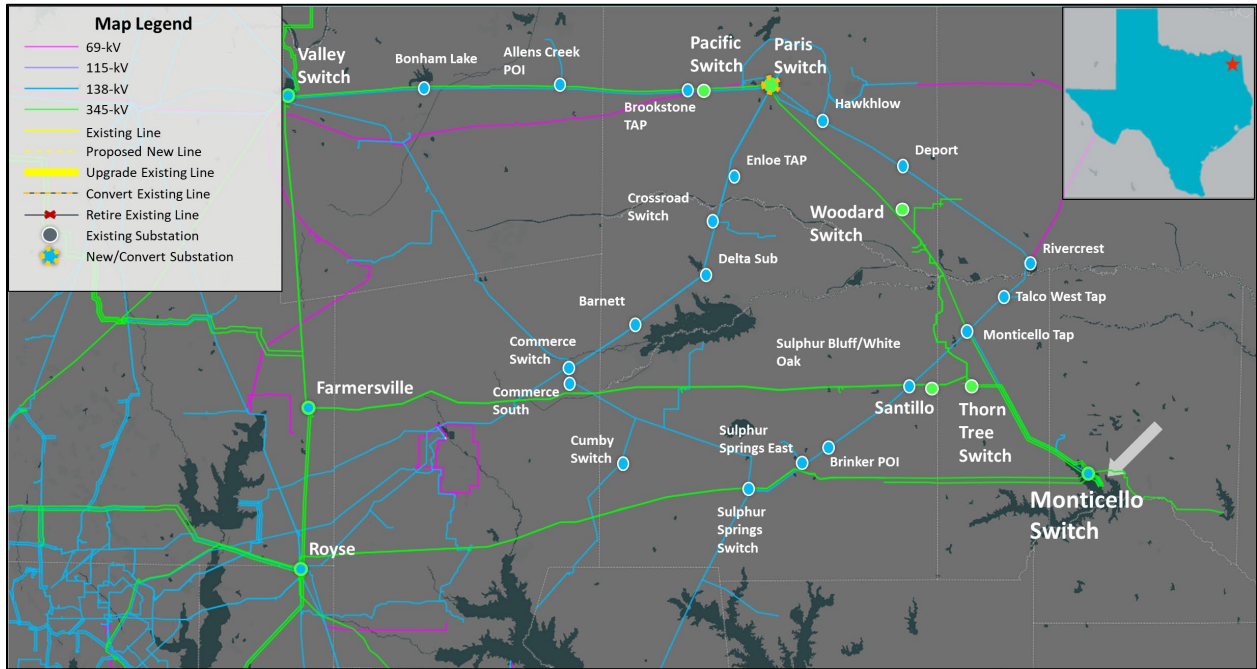 Map Legend
69-kV
115-kV
138-kV
345-kV
Existing Line
Proposed New Line
Upgrade Existing Line
Convert Existing Line
Retire Existing Line
Existing Substation
New/Convert Substation
Valley
Switch
Bonham Lake
Allens Creek
POI
Pacific
Switch
Paris
Switch
Brookstone
TAP
Hawkhlow
Enloe TAP
Deport
Crossroad
Switch
Woodard
Switch
Delta Sub
Rivercrest
Talco West Tap
Barnett
Monticello Tap
Sulphur Bluff/White
Oak
Commerce
Switch
Farmersville
Commerce
South
Santillo
Thorn
Tree
Switch
Cumby
Switch
Sulphur
Springs East
Brinker POI
Monticello
Switch
Sulphur
Springs
Switch
Royse